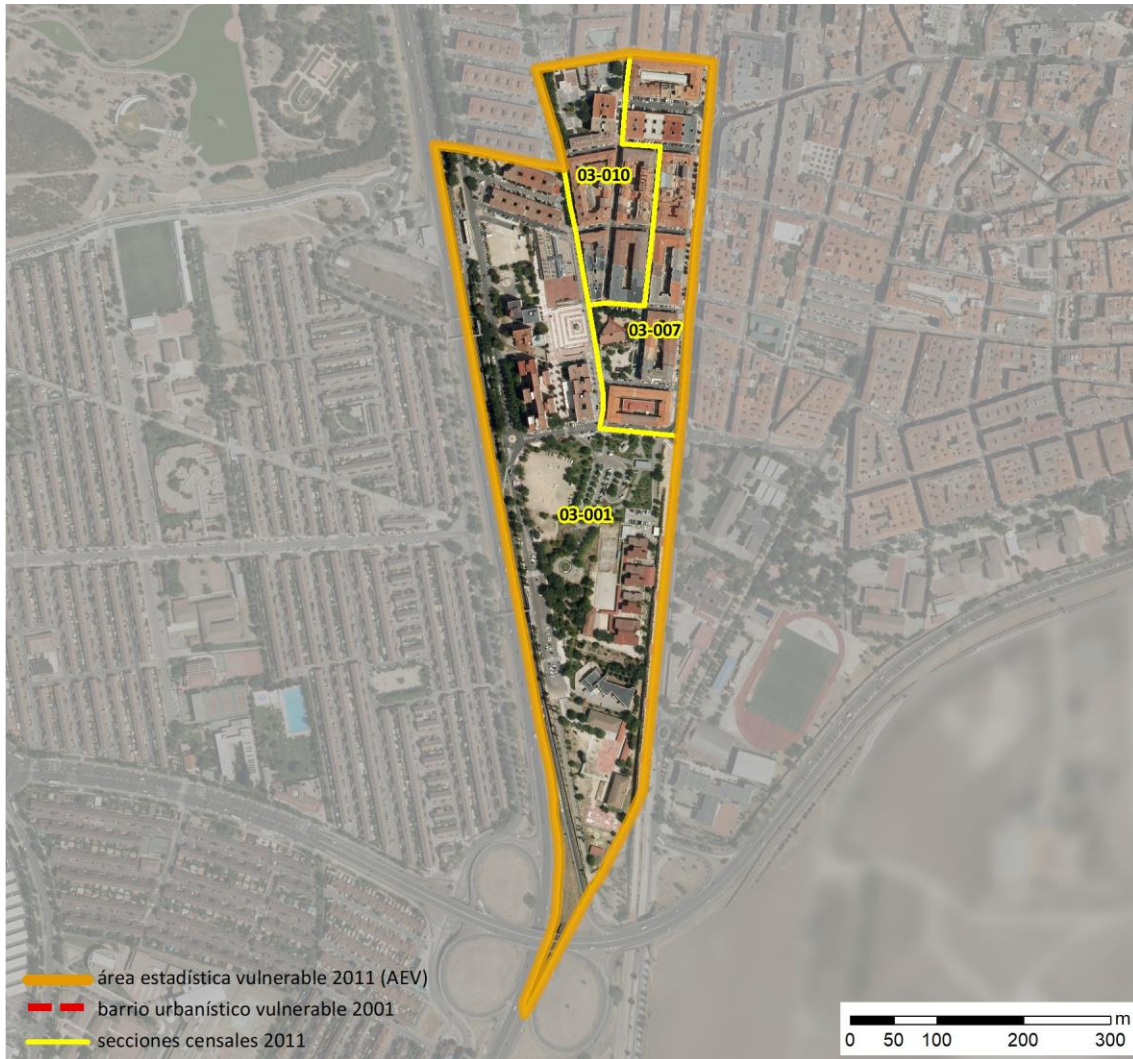 03-010
03-007
03-001
área estadística vulnerable 2011 (AEV)
barrio urbanístico vulnerable 2001
secciones censales 2011
m
0 50 100 200 300